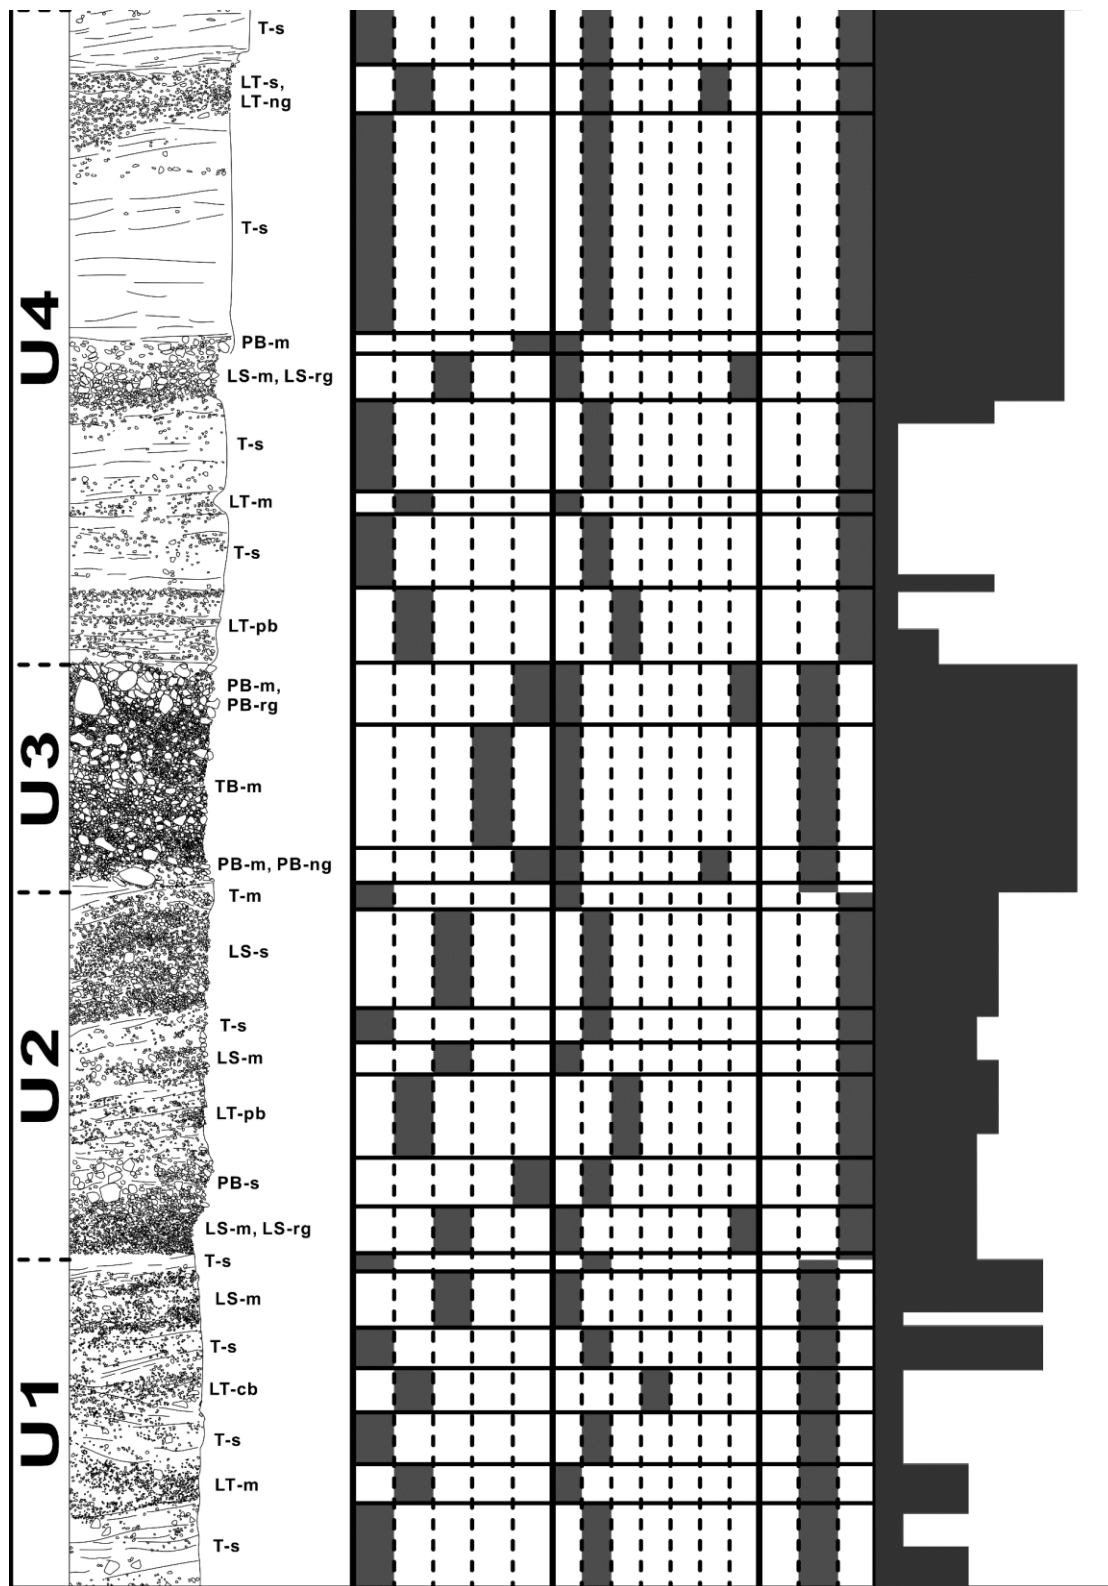 T-s
LT-s,
LT-ng
T-s
U4
PB-m
LS-m, LS-rg
T-s
LT-m
T-s
LT-pb
U3
PB-m,
PB-rg
TB-m
PB-m, PB-ng
T-m
U2
LS-s
T-s
LS-m
LT-pb
PB-s
LS-m, LS-rg
T-s
U1
LS-m
T-s
LT-cb
T-s
LT-m
T-s